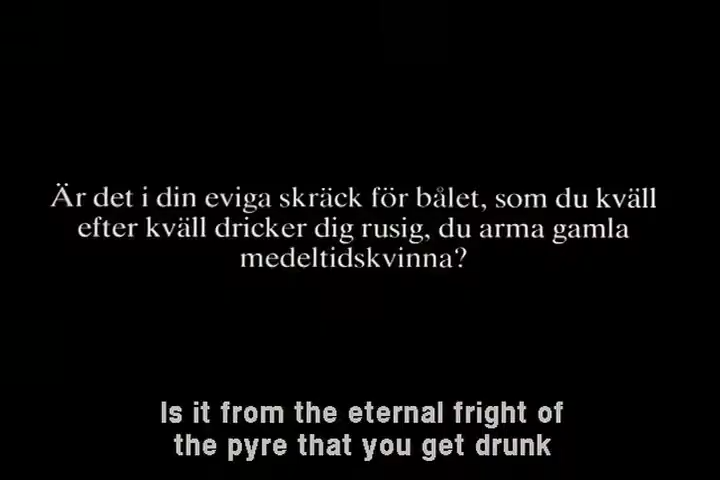 Är det i din eviga skräck för bålet, som du kväll
efter kväll dricker dig rusig, du arma gamla
medeltidskvinna?
Is it from the eternal fright of
the pyre that you get drunk